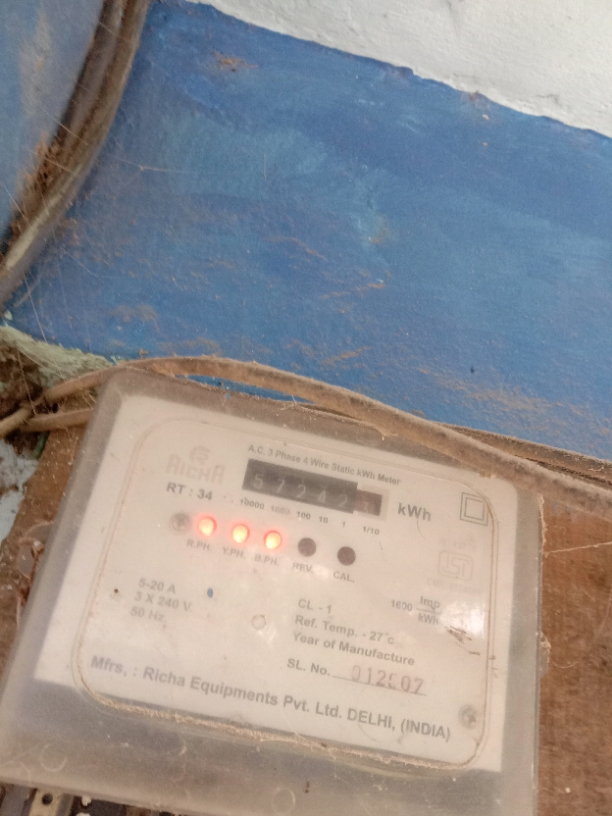 A.C. 3 Phase 4 Wire Static kWh Meter
RICHA
57242
kWh
RT : 34
10000 1000 100 10 1 1/10
R.PH. Y.PH. B.PH. REV. CAL.
5-20 A
3 X 240 V.
50 Hz.
CL - 1
Ref. Temp. - 27°c
Year of Manufacture
SL. No.
1600 Imp
kWh
Mfrs, : Richa Equipments Pvt. Ltd. DELHI, (INDIA)